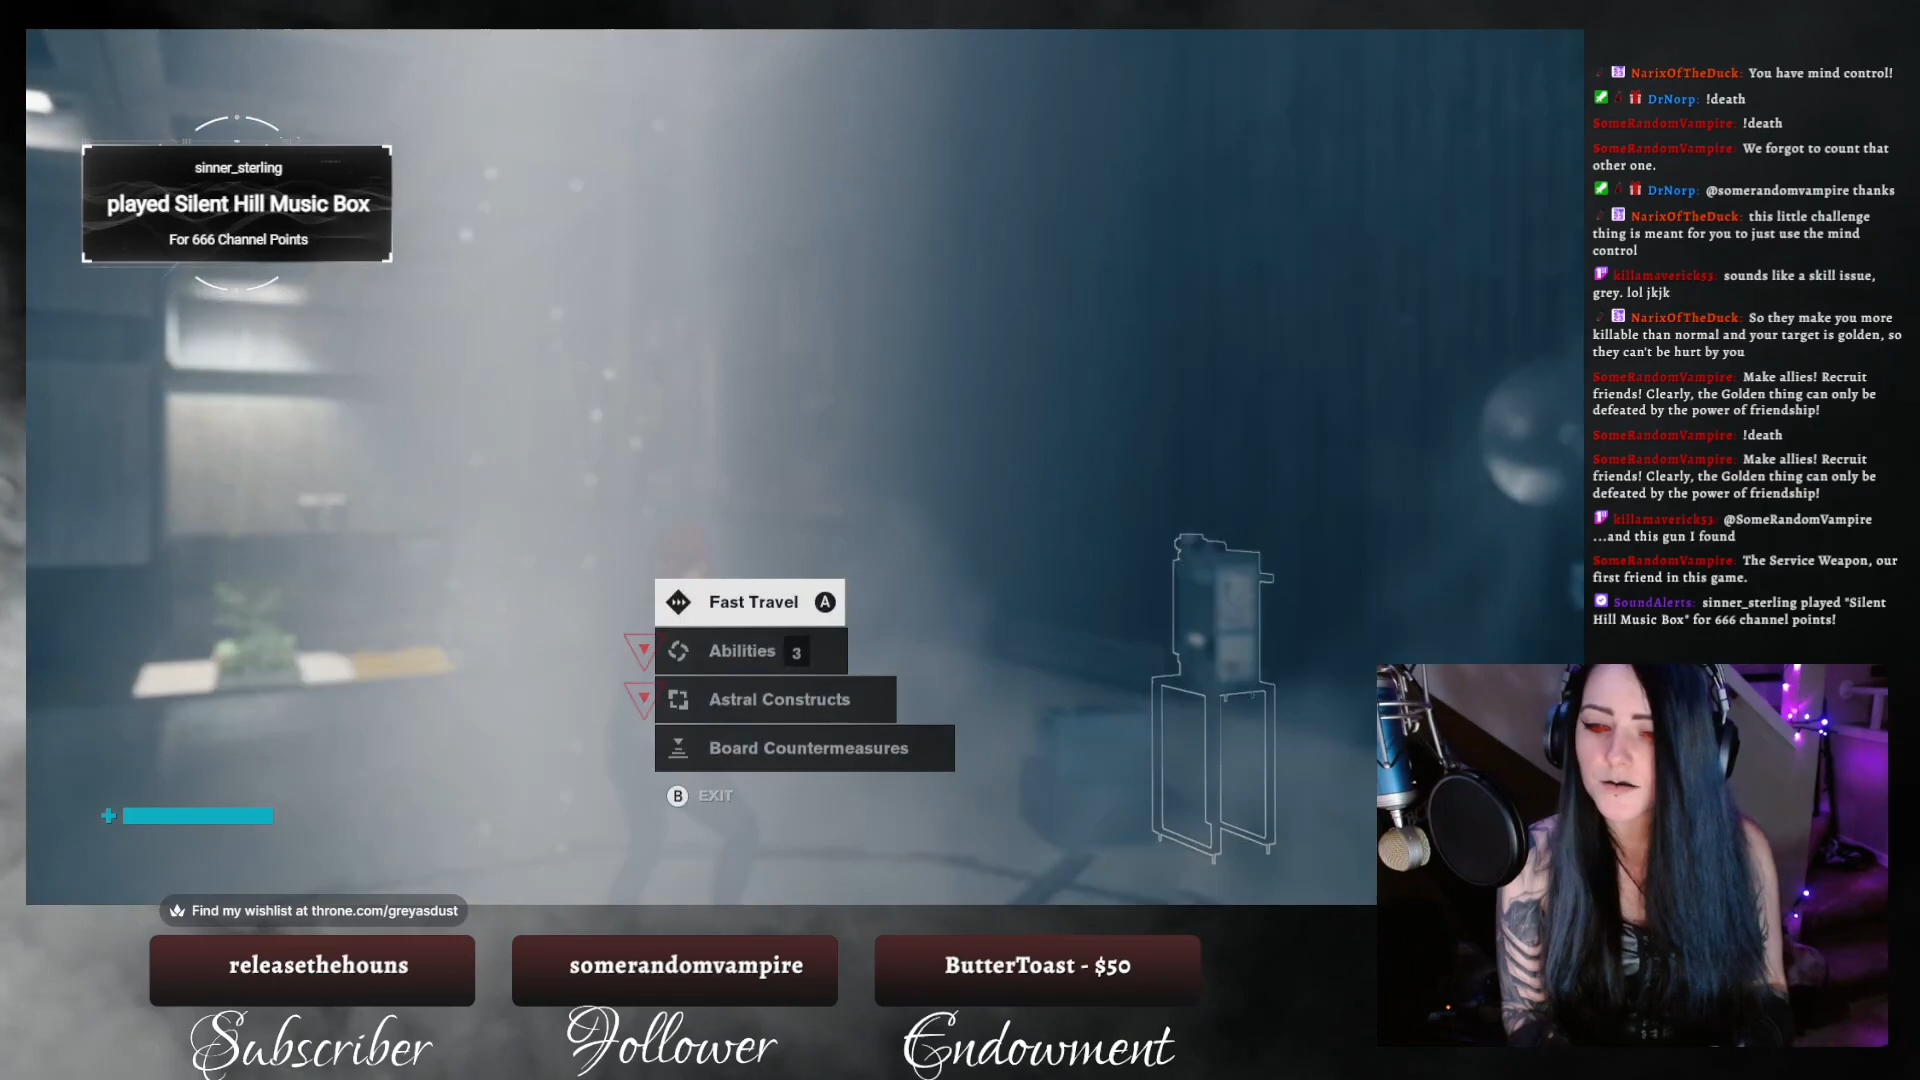 sinner_sterling
played Silent Hill Music Box
For 666 Channel Points
Fast Travel A
Abilities 3
Astral Constructs
Board Countermeasures
B EXIT
NarixOfTheDuck: You have mind control!
DrNorp: !death
SomeRandomVampire: !death
SomeRandomVampire: We forgot to count that
other one.
DrNorp: @somerandomvampire thanks
NarixOfTheDuck: this little challenge
thing is meant for you to just use the mind
control
killamaverick53: sounds like a skill issue,
grey. lol jkjk
NarixOfTheDuck: So they make you more
killable than normal and your target is golden, so
they can't be hurt by you
SomeRandomVampire: Make allies! Recruit
friends! Clearly, the Golden thing can only be
defeated by the power of friendship!
SomeRandomVampire: !death
SomeRandomVampire: Make allies! Recruit
friends! Clearly, the Golden thing can only be
defeated by the power of friendship!
killamaverick53: @SomeRandomVampire
...and this gun I found
SomeRandomVampire: The Service Weapon, our
first friend in this game.
SoundAlerts: sinner_sterling played "Silent
Hill Music Box" for 666 channel points!
Find my wishlist at throne.com/greyasdust
releasethehouns
somerandomvampire
ButterToast - $50
Subscriber
Follower
Endowment